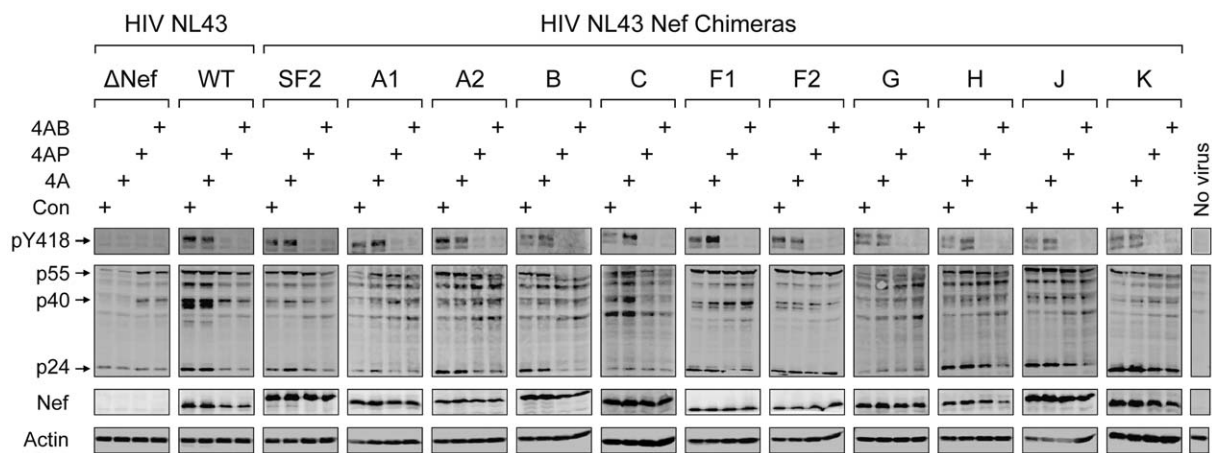 HIV NL43 HIV NL43 Nef Chimeras
ΔNef WT SF2 A1 A2 B C F1 F2 G H J K
4AB + + + + + + + + + + + + +
4AP + + + + + + + + + + + + +
4A + + + + + + + + + + + + +
Con + + + + + + + + + + + + +
No virus
pY418
p55
p40
p24
Nef
Actin